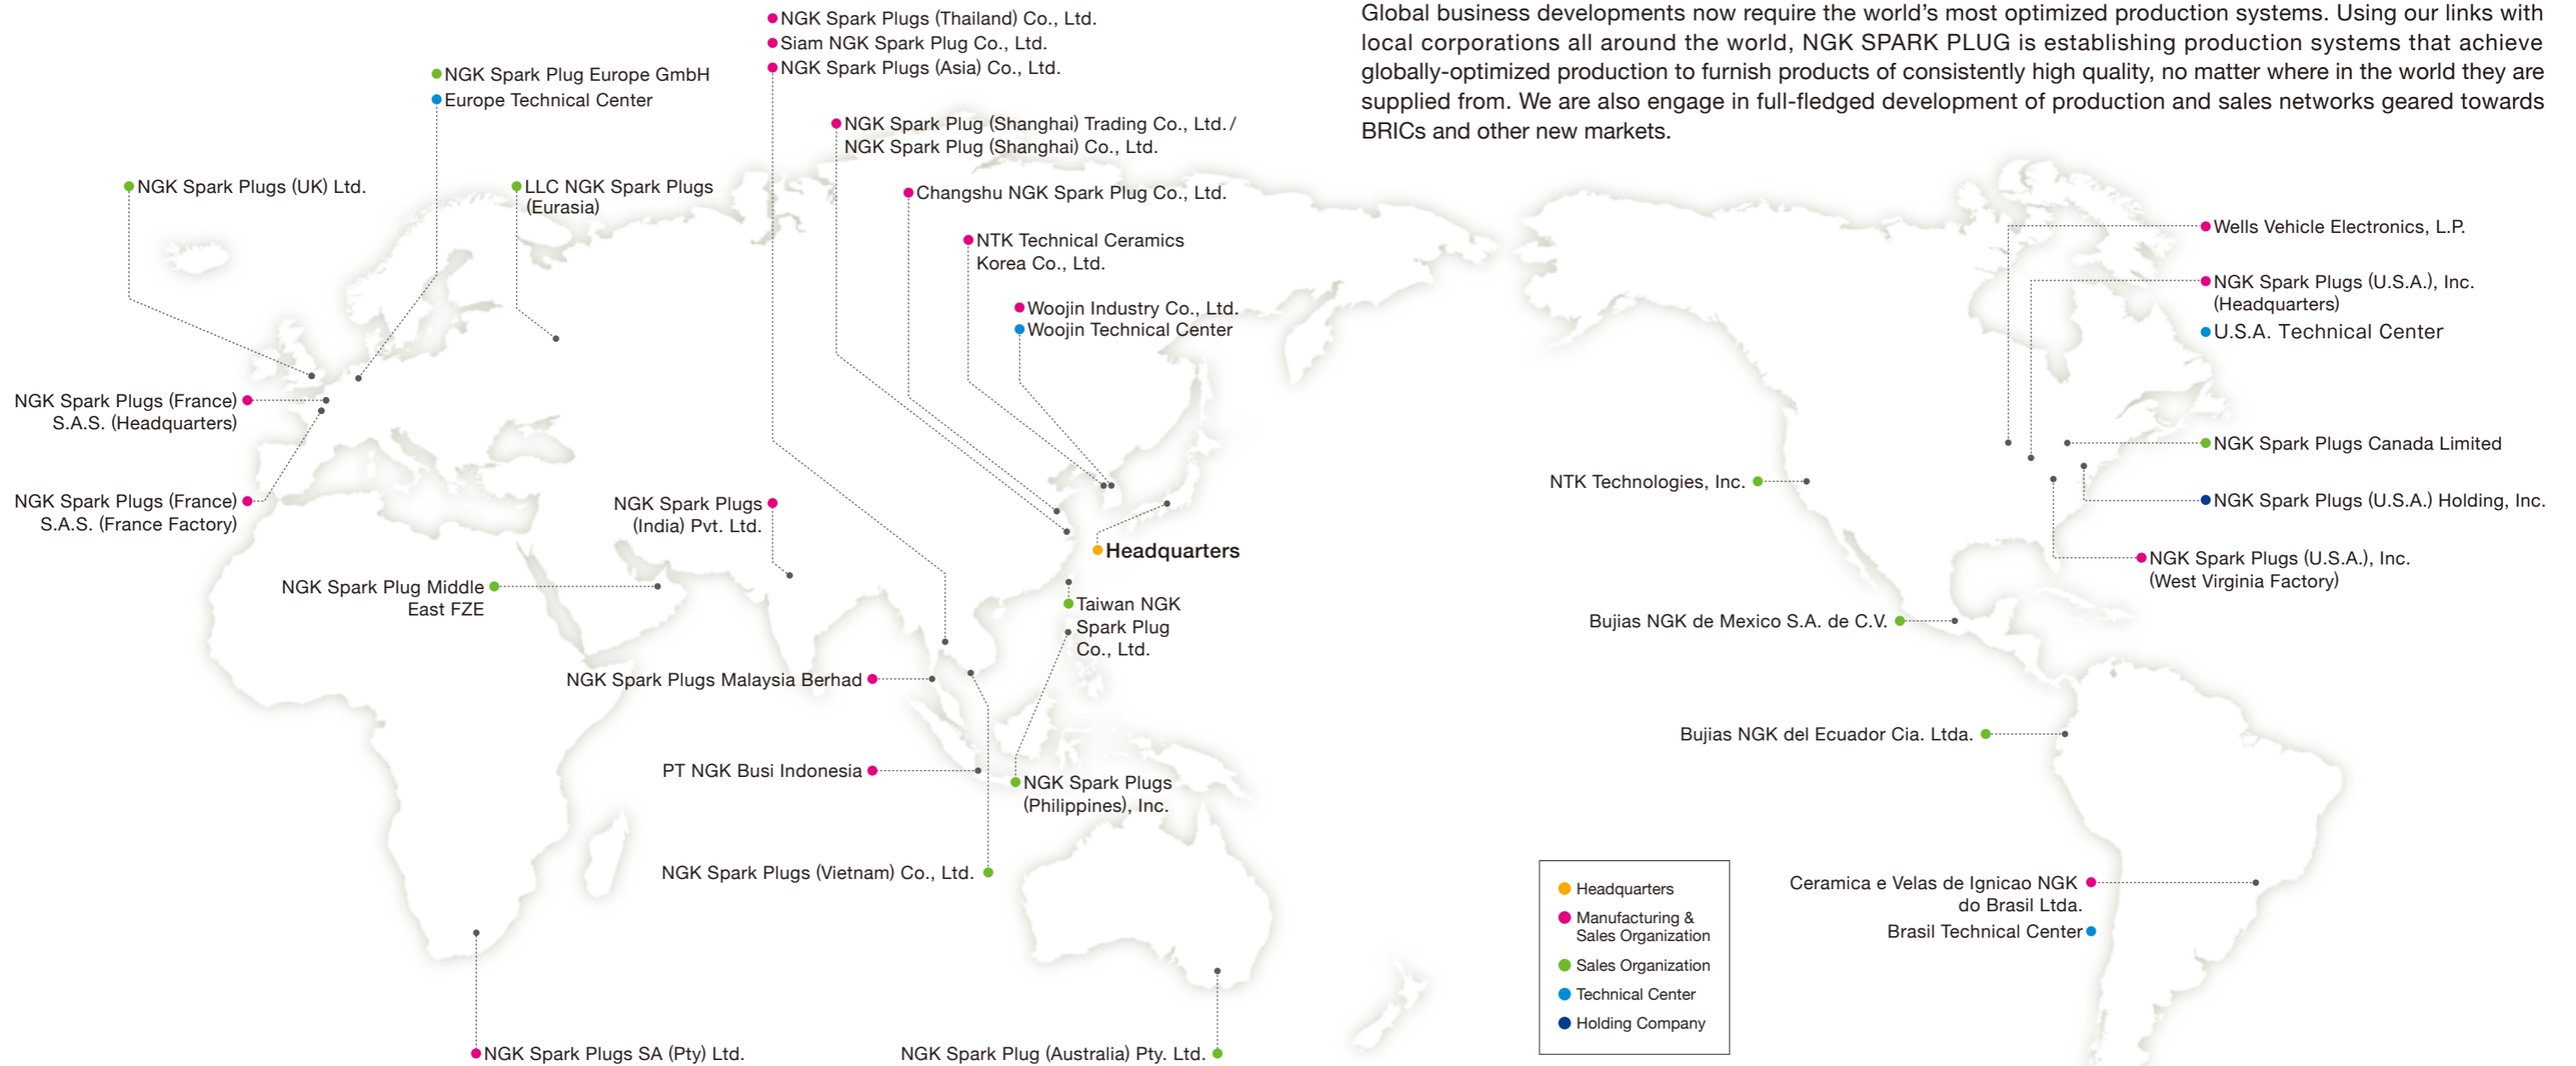 Global business developments now require the world's most optimized production systems. Using our links with
local corporations all around the world, NGK SPARK PLUG is establishing production systems that achieve
globally-optimized production to furnish products of consistently high quality, no matter where in the world they are
supplied from. We are also engage in full-fledged development of production and sales networks geared towards
BRICs and other new markets.
NGK Spark Plugs (Thailand) Co., Ltd.
Siam NGK Spark Plug Co., Ltd.
NGK Spark Plugs (Asia) Co., Ltd.
NGK Spark Plug Europe GmbH
Europe Technical Center
NGK Spark Plug (Shanghai) Trading Co., Ltd. /
NGK Spark Plug (Shanghai) Co., Ltd.
NGK Spark Plugs (UK) Ltd.
LLC NGK Spark Plugs
(Eurasia)
Changshu NGK Spark Plug Co., Ltd.
NTK Technical Ceramics
Korea Co., Ltd.
Woojin Industry Co., Ltd.
Woojin Technical Center
NGK Spark Plugs (France)
S.A.S. (Headquarters)
NGK Spark Plugs (France)
S.A.S. (France Factory)
NGK Spark Plugs
(India) Pvt. Ltd.
Headquarters
NGK Spark Plug Middle
East FZE
Taiwan NGK
Spark Plug
Co., Ltd.
NGK Spark Plugs Malaysia Berhad
PT NGK Busi Indonesia
NGK Spark Plugs
(Philippines), Inc.
NGK Spark Plugs (Vietnam) Co., Ltd.
NGK Spark Plugs SA (Pty) Ltd.
NGK Spark Plug (Australia) Pty. Ltd.
Wells Vehicle Electronics, L.P.
NGK Spark Plugs (U.S.A.), Inc.
(Headquarters)
U.S.A. Technical Center
NGK Spark Plugs Canada Limited
NTK Technologies, Inc.
NGK Spark Plugs (U.S.A.) Holding, Inc.
NGK Spark Plugs (U.S.A.), Inc.
(West Virginia Factory)
Bujias NGK de Mexico S.A. de C.V.
Bujias NGK del Ecuador Cia. Ltda.
Ceramica e Velas de Ignicao NGK
do Brasil Ltda.
Brasil Technical Center
Headquarters
Manufacturing &
Sales Organization
Sales Organization
Technical Center
Holding Company